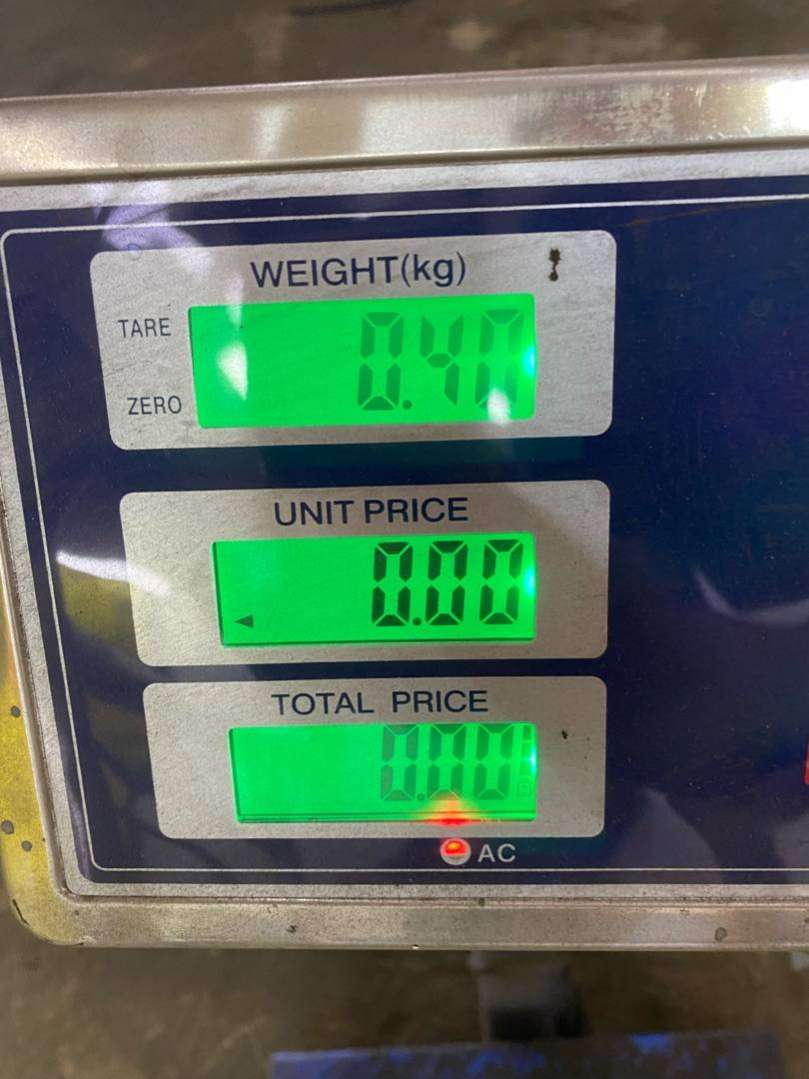 WEIGHT(kg)
TARE
0.40
ZERO
UNIT PRICE
0.00
TOTAL PRICE
0.00
AC